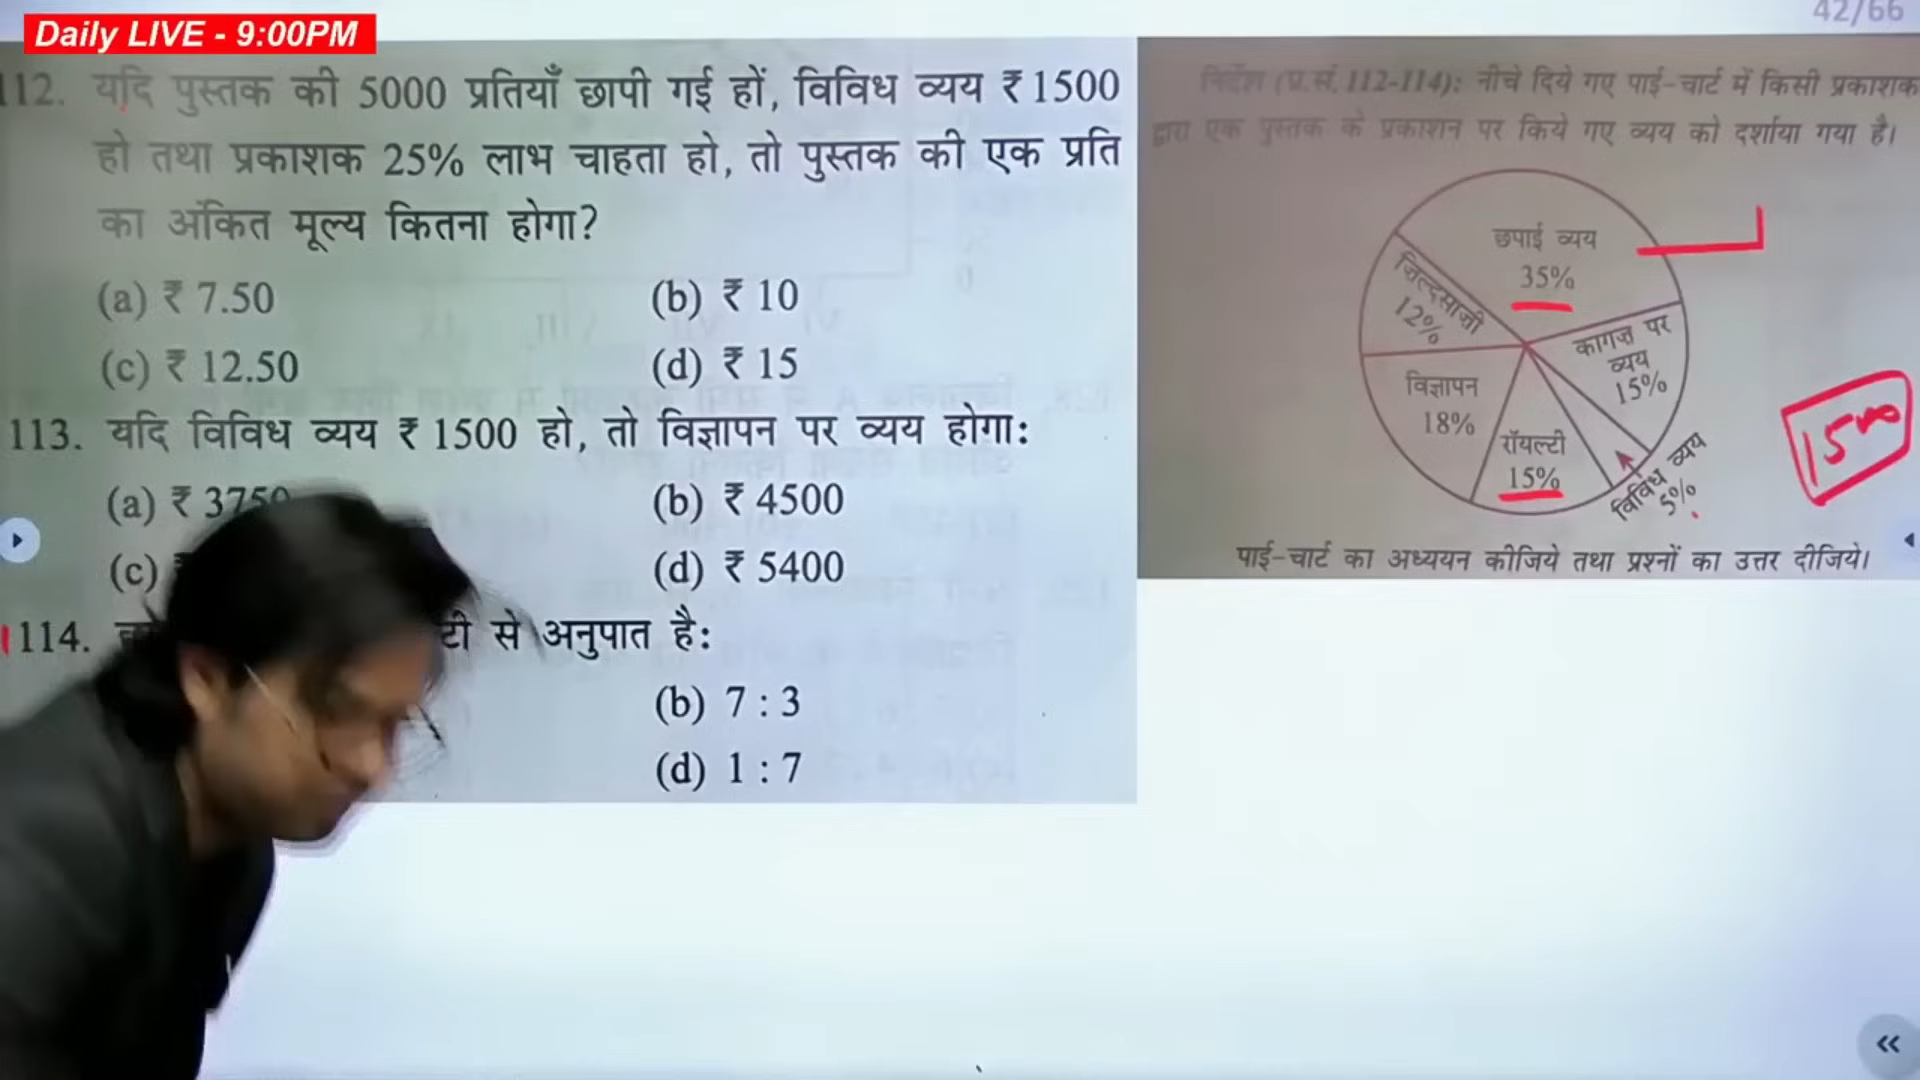 42/66
Daily LIVE - 9:00PM
112. यदि पुस्तक की 5000 प्रतियाँ छापी गई हों, विविध व्यय ₹ 1500
हो तथा प्रकाशक 25% लाभ चाहता हो, तो पुस्तक की एक प्रति
का अंकित मूल्य कितना होगा?
(a) ₹ 7.50 (b) ₹ 10
(c) ₹ 12.50 (d) ₹ 15
113. यदि विविध व्यय ₹ 1500 हो, तो विज्ञापन पर व्यय होगा:
(a) ₹ 3750 (b) ₹ 4500
(c) (d) ₹ 5400
114. से अनुपात है:
(b) 7 : 3
(d) 1 : 7
निर्देश (प्र.सं. 112-114): नीचे दिये गए पाई-चार्ट में किसी प्रकाशक
द्वारा एक पुस्तक के प्रकाशन पर किये गए व्यय को दर्शाया गया है।
छपाई व्यय
35%
जिल्दसाज़ी
12%
कागज़ पर
व्यय
15%
विज्ञापन
18%
रॉयल्टी
15%
विविध व्यय
5%
1500
पाई-चार्ट का अध्ययन कीजिये तथा प्रश्नों का उत्तर दीजिये।